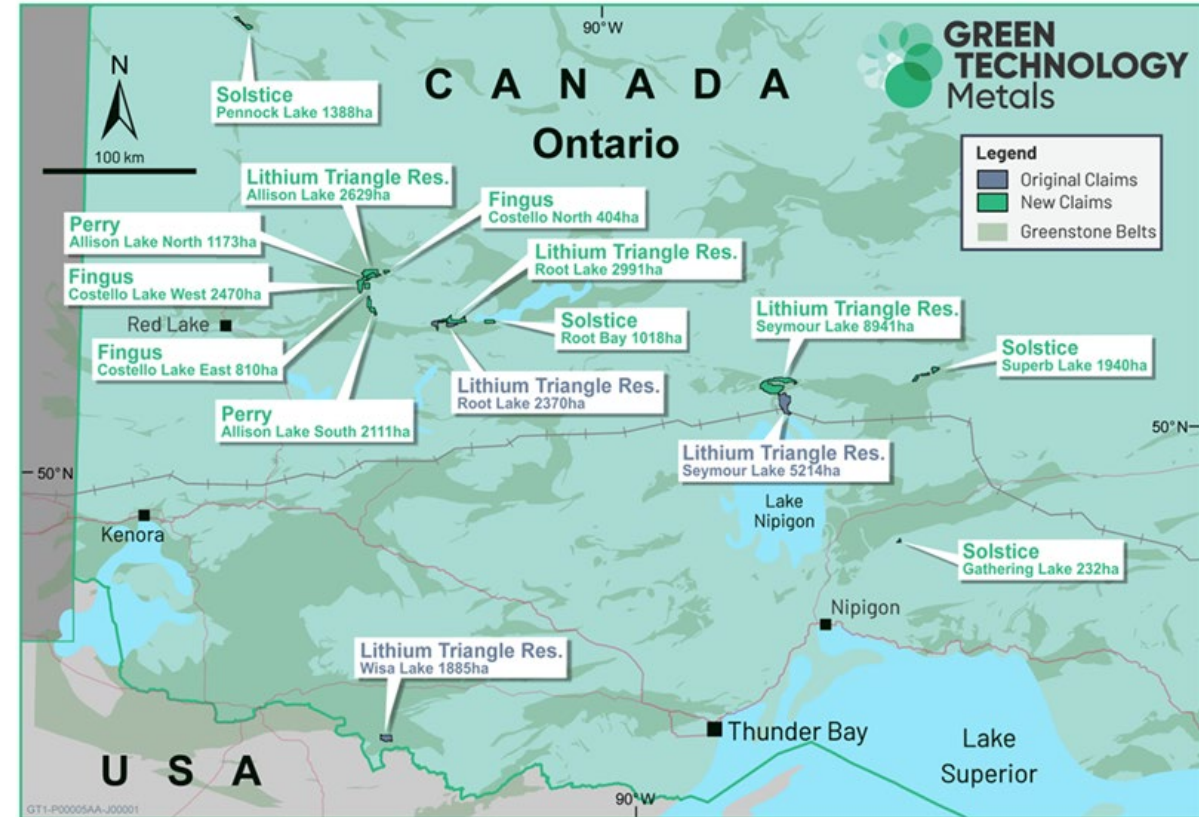 90°W
GREEN
TECHNOLOGY
Metals
C A N A D A
Ontario
N
100 km
Solstice
Pennock Lake 1388ha
Legend
Original Claims
New Claims
Greenstone Belts
Lithium Triangle Res.
Allison Lake 2629ha
Fingus
Costello North 404ha
Perry
Allison Lake North 1173ha
Lithium Triangle Res.
Root Lake 2991ha
Fingus
Costello Lake West 2470ha
Red Lake
Solstice
Root Bay 1018ha
Lithium Triangle Res.
Seymour Lake 8941ha
Solstice
Superb Lake 1940ha
Fingus
Costello Lake East 810ha
Lithium Triangle Res.
Root Lake 2370ha
Perry
Allison Lake South 2111ha
50°N
Lithium Triangle Res.
Seymour Lake 5214ha
50°N
Lake
Nipigon
Kenora
Solstice
Gathering Lake 232ha
Nipigon
Lithium Triangle Res.
Wisa Lake 1885ha
Thunder Bay
Lake
Superior
U S A
90°W
GT1-P00005AA-J00001